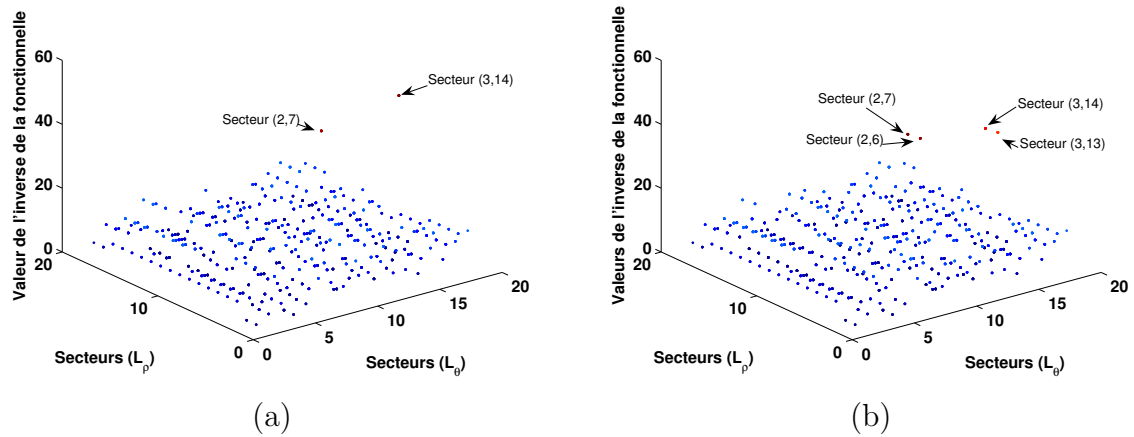 Valeur de l'inverse de la fonctionnelle
60
40
20
0
20
10
0
0
5
10
15
20
Secteur (3,14)
Secteur (2,7)
Secteurs (Lρ)
Secteurs (Lθ)
(a)
Valeurs de l'inverse de la fonctionnelle
60
40
20
0
20
10
0
0
5
10
15
20
Secteur (2,7)
Secteur (2,6)
Secteur (3,14)
Secteur (3,13)
Secteurs (Lρ)
Secteurs (Lθ)
(b)